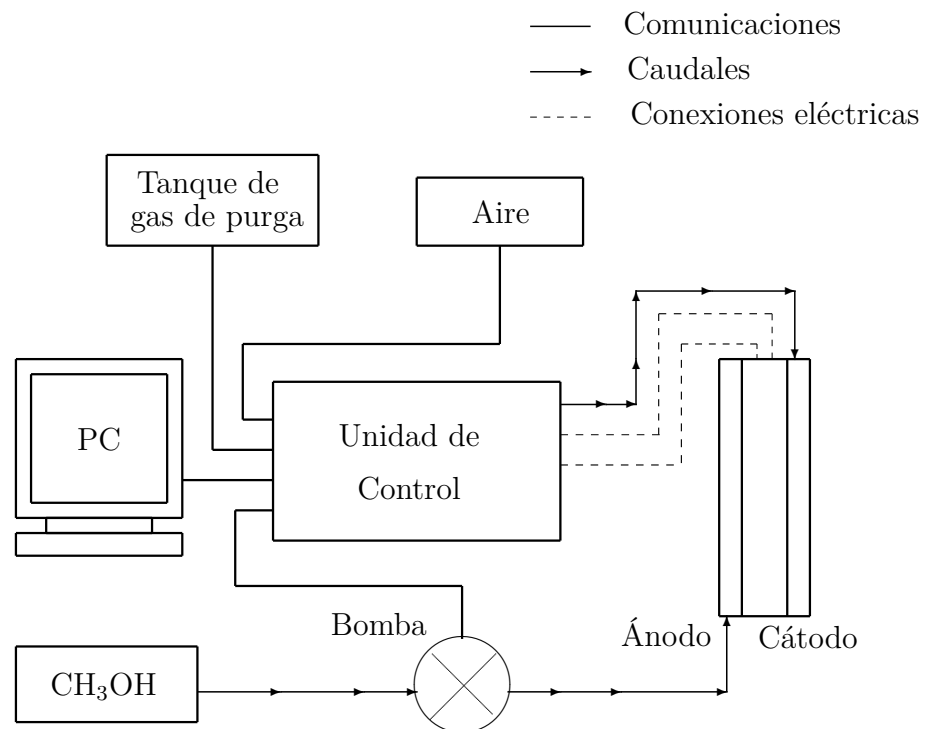 Comunicaciones
Caudales
Conexiones eléctricas
Tanque de
gas de purga
Aire
PC
Unidad de
Control
Bomba
Ánodo
Cátodo
CH₃OH